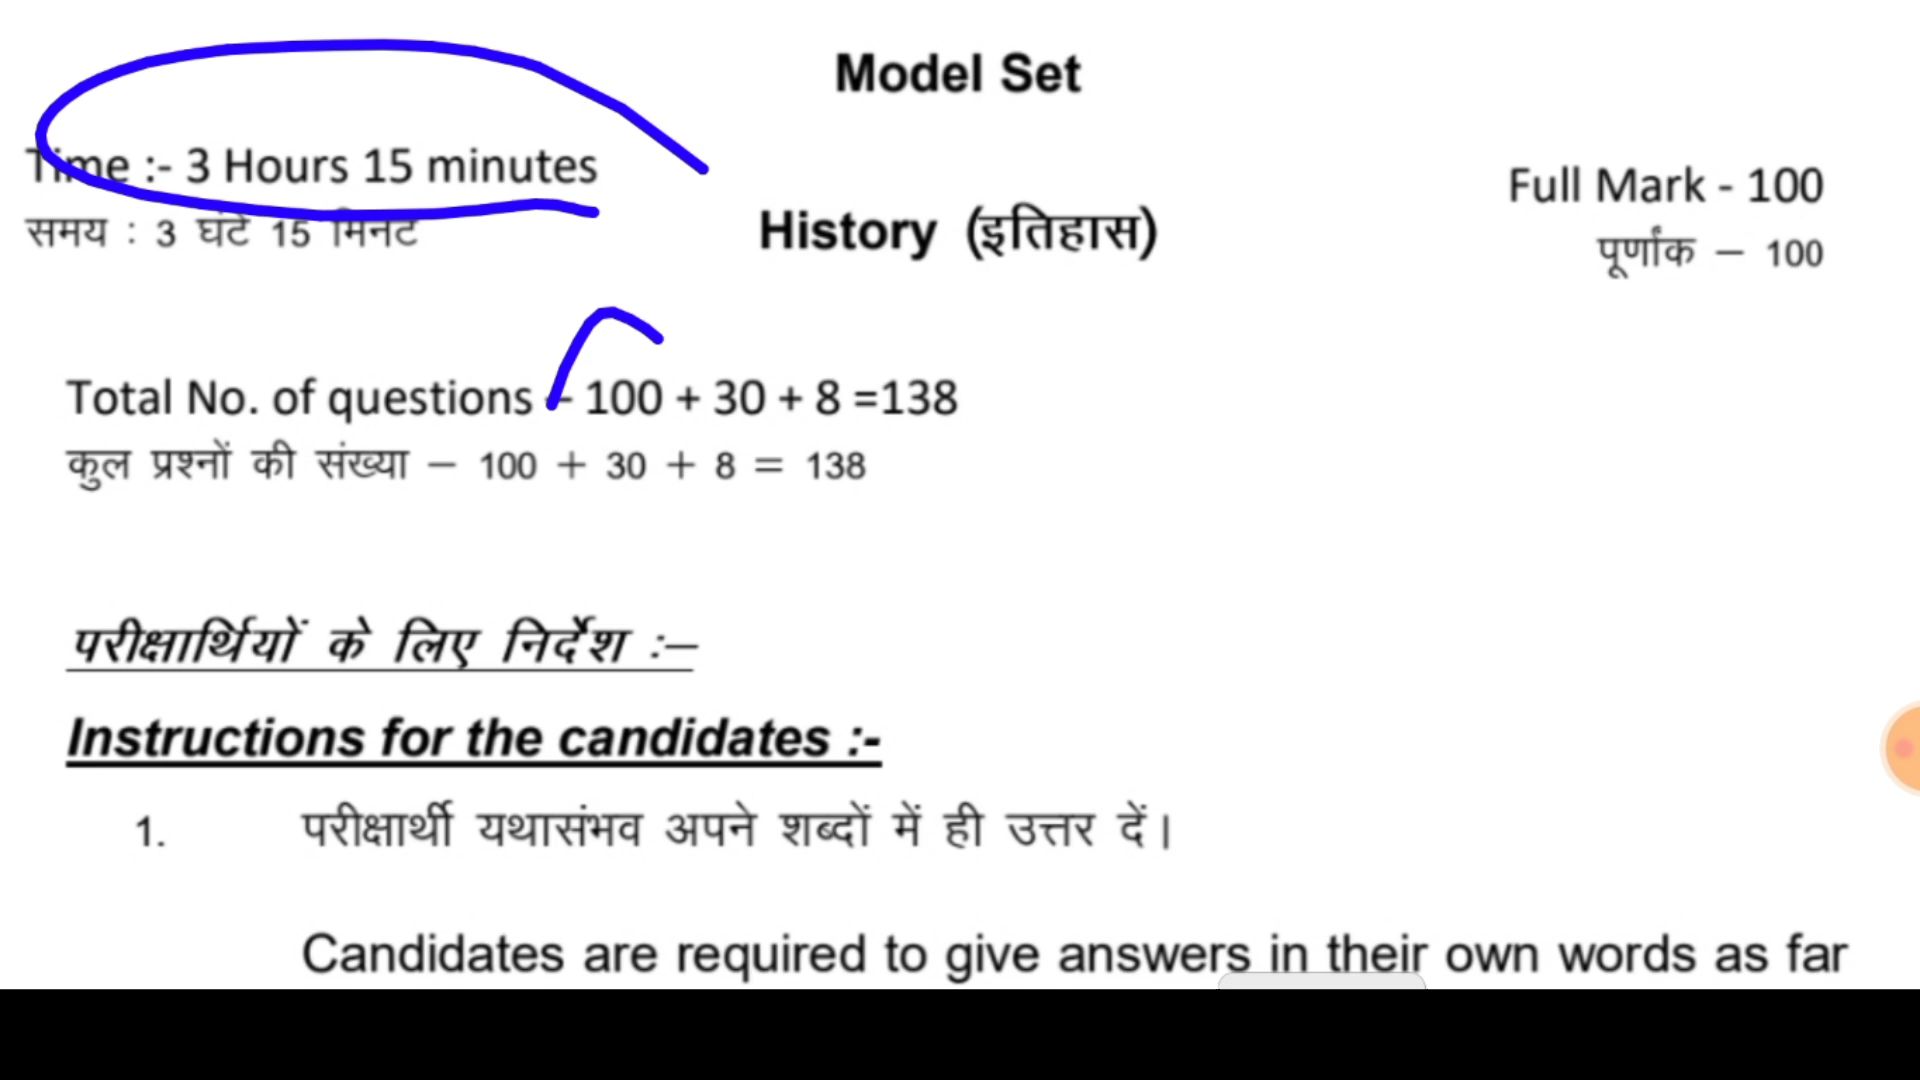 Model Set
Time :- 3 Hours 15 minutes
समय : 3 घंटे 15 मिनट
Full Mark - 100
पूर्णांक – 100
History (इतिहास)
Total No. of questions - 100 + 30 + 8 =138
कुल प्रश्नों की संख्या – 100 + 30 + 8 = 138
परीक्षार्थियों के लिए निर्देश :–
Instructions for the candidates :-
1. परीक्षार्थी यथासंभव अपने शब्दों में ही उत्तर दें।
Candidates are required to give answers in their own words as far